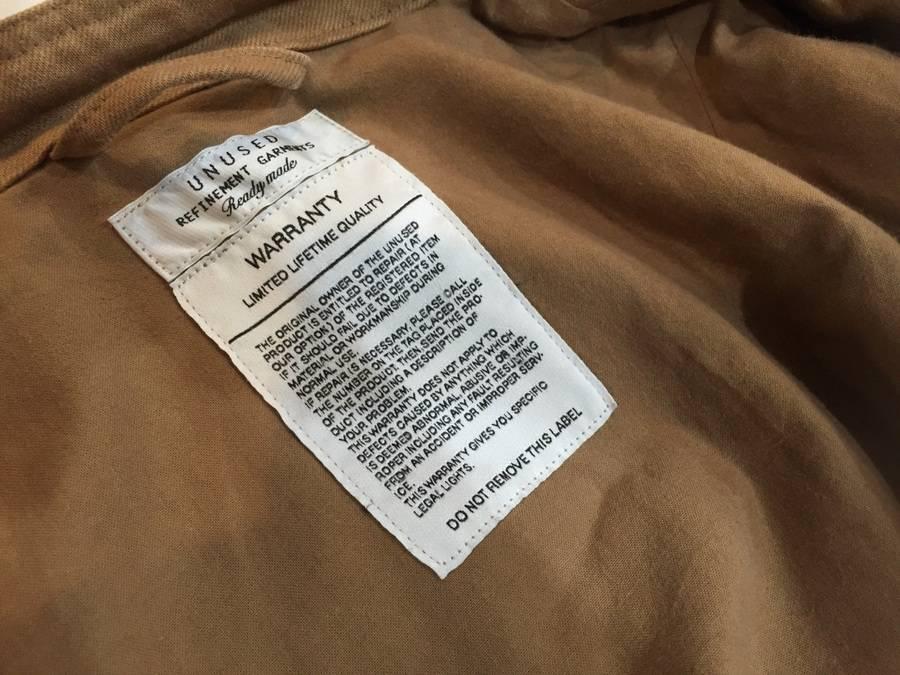 UNUSED
REFINEMENT GARMENTS
Ready made
WARRANTY
LIMITED LIFETIME QUALITY
THE ORIGINAL OWNER OF THE UNUSED
PRODUCT IS ENTITLED TO REPAIR (AT
OUR OPTION) OF THE REGISTERED ITEM
IF IT SHOULD FAIL DUE TO DEFECTS IN
MATERIAL OR WORKMANSHIP DURING
NORMAL USE.
IF REPAIR IS NECESSARY, PLEASE CALL
THE NUMBER ON THE TAG PLACED INSIDE
OF THE PRODUCT. THEN SEND THE PRO-
DUCT INCLUDING A DESCRIPTION OF
YOUR PROBLEM.
THIS WARRANTY DOES NOT APPLY TO
DEFECTS CAUSED BY ANYTHING WHICH
IS DEEMED ABNORMAL, ABUSIVE OR IMP-
ROPER INCLUDING ANY FAULT RESULTING
FROM AN ACCIDENT OR IMPROPER SERV-
ICE.
THIS WARRANTY GIVES YOU SPECIFIC
LEGAL LIGHTS.
DO NOT REMOVE THIS LABEL